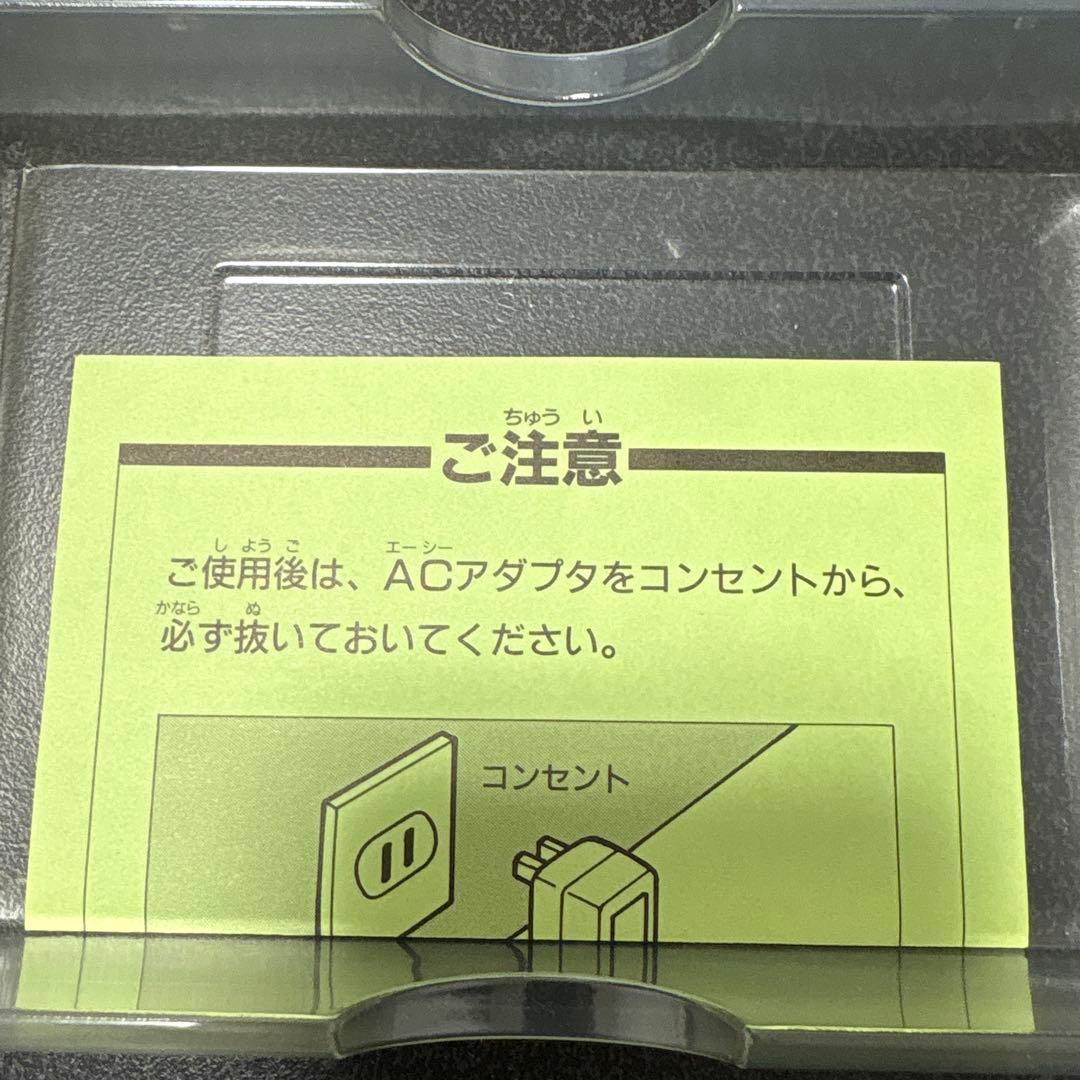 ちゅう い
ご注意
し よう ご エーシー
ご使用後は、ACアダプタをコンセントから、
かなら ぬ
必ず抜いておいてください。
コンセント